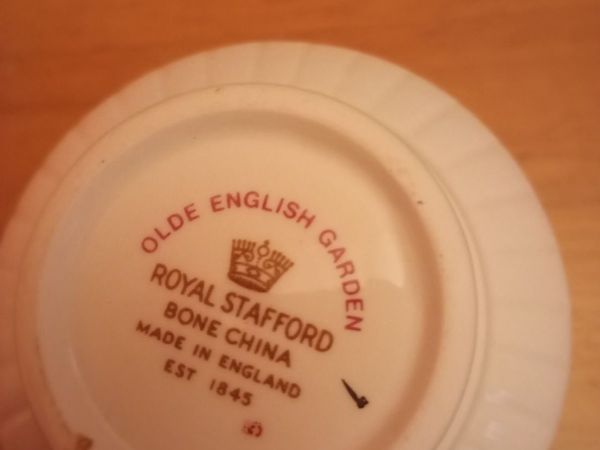 OLDE ENGLISH GARDEN
ROYAL STAFFORD
BONE CHINA
MADE IN ENGLAND
EST 1845